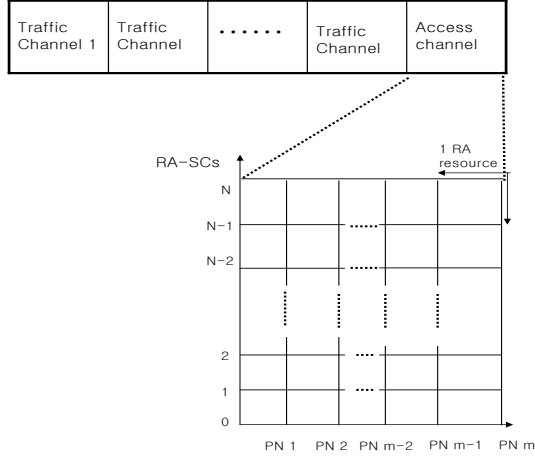 Traffic
Channel 1
Traffic
Channel
......
Traffic
Channel
Access
channel
1 RA
resource
RA-SCs
N
N-1
N-2
2
1
0
PN 1 PN 2 PN m-2 PN m-1 PN m